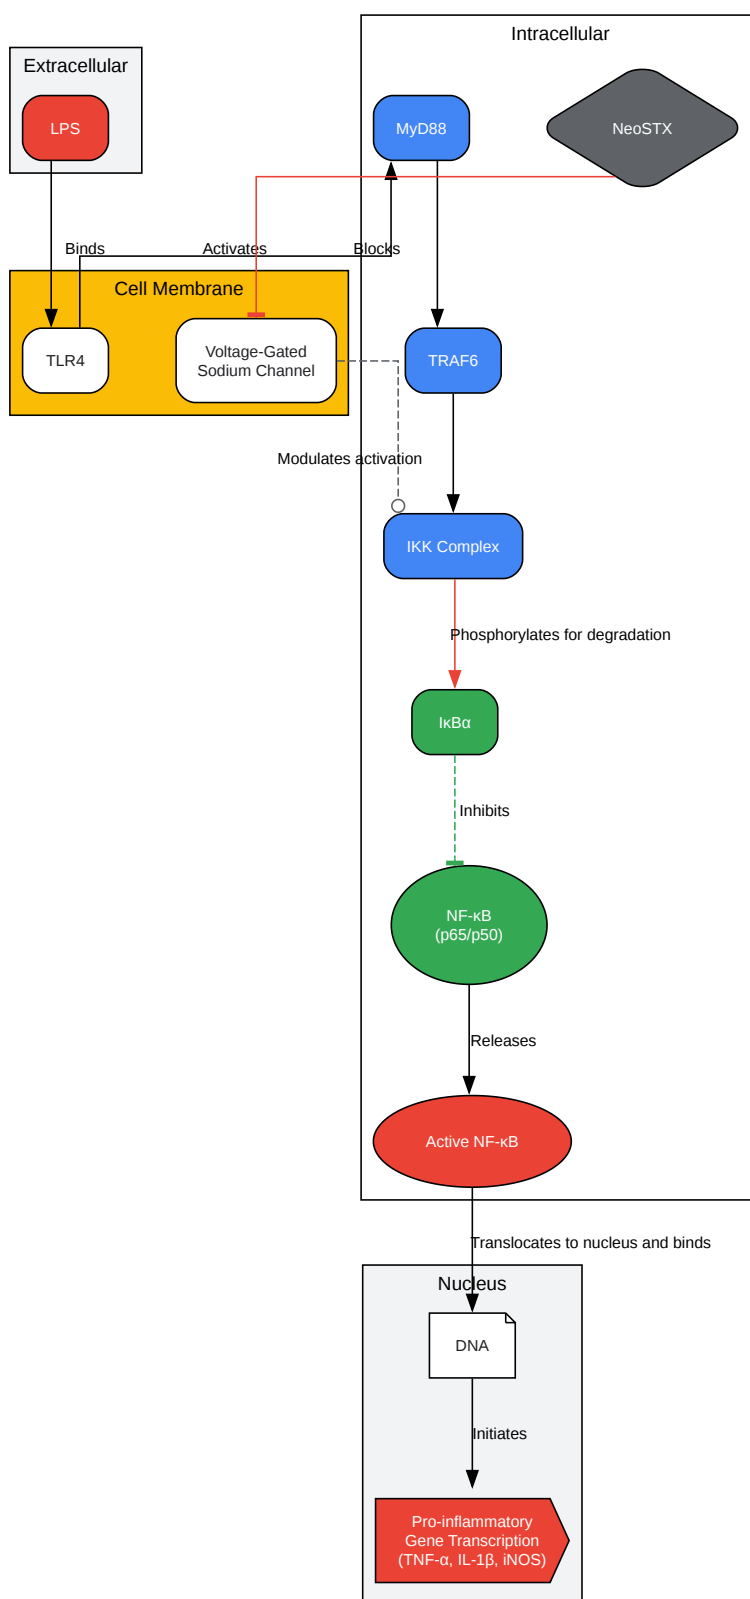 Intracellular
Extracellular
LPS
MyD88
NeoSTX
Binds
Activates
Blocks
Cell Membrane
TLR4
Voltage-Gated
Sodium Channel
TRAF6
Modulates activation
IKK Complex
Phosphorylates for degradation
IκBα
Inhibits
NF-κB
(p65/p50)
Releases
Active NF-κB
Translocates to nucleus and binds
Nucleus
DNA
Initiates
Pro-inflammatory
Gene Transcription
(TNF-α, IL-1β, iNOS)